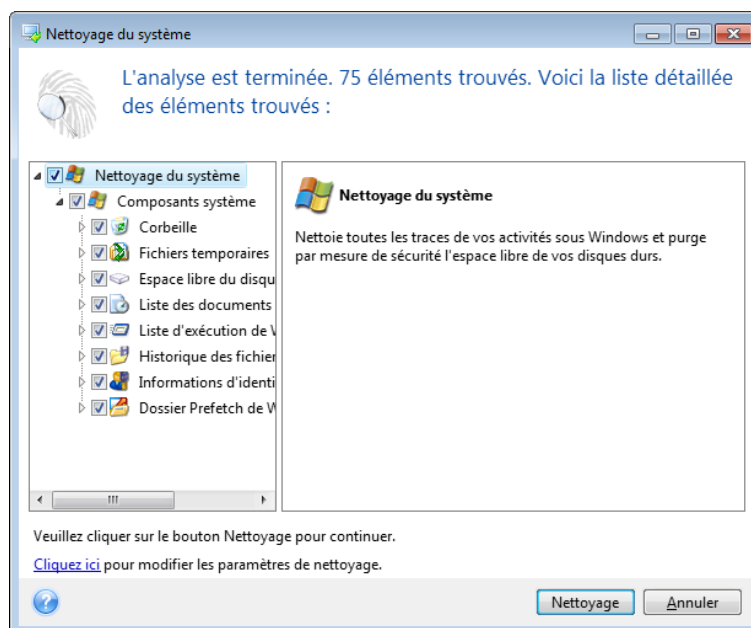 Nettoyage du système
L'analyse est terminée. 75 éléments trouvés. Voici la liste détaillée
des éléments trouvés :
Nettoyage du système
Composants système
Corbeille
Fichiers temporaires
Espace libre du disqu
Liste des documents
Liste d'exécution de W
Historique des fichier
Informations d'identi
Dossier Prefetch de W
Nettoyage du système
Nettoie toutes les traces de vos activités sous Windows et purge
par mesure de sécurité l'espace libre de vos disques durs.
Veuillez cliquer sur le bouton Nettoyage pour continuer.
Cliquez ici pour modifier les paramètres de nettoyage.
Nettoyage
Annuler